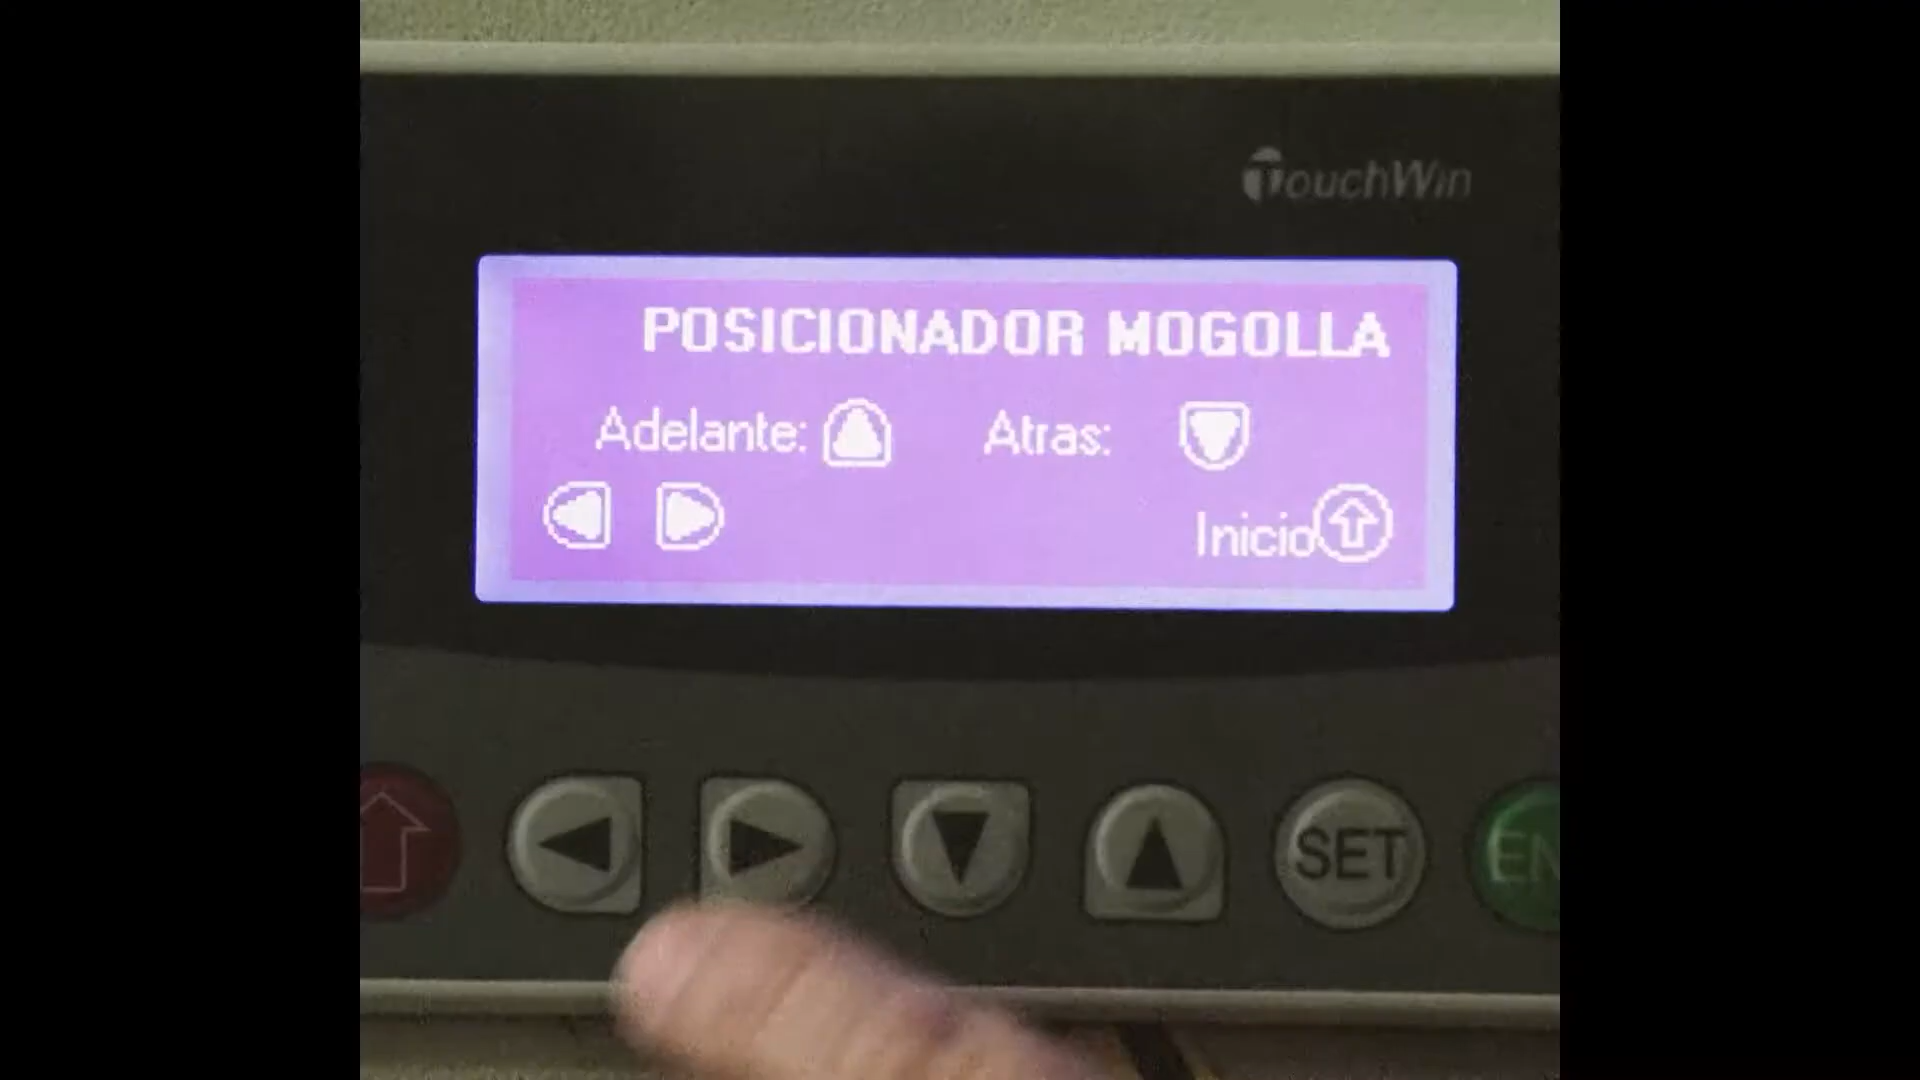 TouchWin
POSICIONADOR MOGOLLA
Adelante: Atras:
Inicio
SET